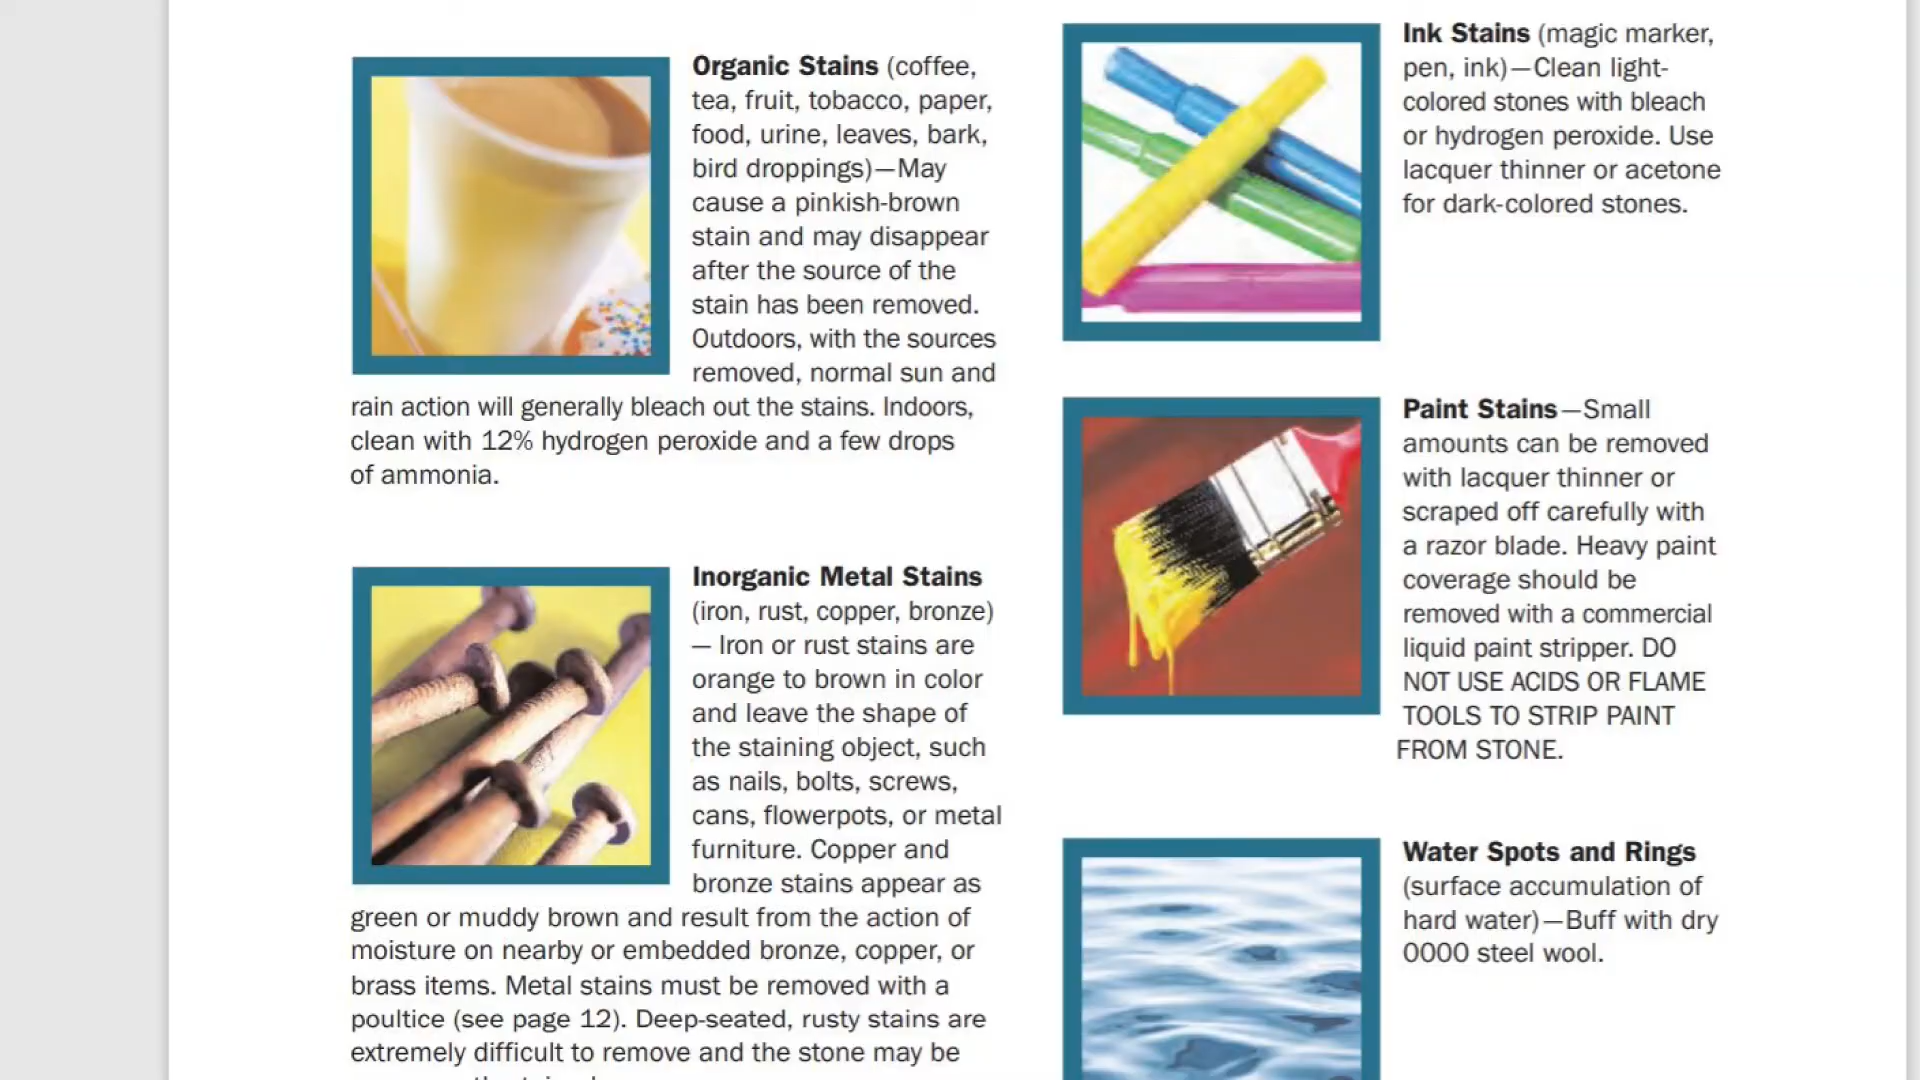 Organic Stains (coffee,
tea, fruit, tobacco, paper,
food, urine, leaves, bark,
bird droppings)—May
cause a pinkish-brown
stain and may disappear
after the source of the
stain has been removed.
Outdoors, with the sources
removed, normal sun and
rain action will generally bleach out the stains. Indoors,
clean with 12% hydrogen peroxide and a few drops
of ammonia.
Inorganic Metal Stains
(iron, rust, copper, bronze)
— Iron or rust stains are
orange to brown in color
and leave the shape of
the staining object, such
as nails, bolts, screws,
cans, flowerpots, or metal
furniture. Copper and
bronze stains appear as
green or muddy brown and result from the action of
moisture on nearby or embedded bronze, copper, or
brass items. Metal stains must be removed with a
poultice (see page 12). Deep-seated, rusty stains are
extremely difficult to remove and the stone may be
Ink Stains (magic marker,
pen, ink)—Clean light-
colored stones with bleach
or hydrogen peroxide. Use
lacquer thinner or acetone
for dark-colored stones.
Paint Stains—Small
amounts can be removed
with lacquer thinner or
scraped off carefully with
a razor blade. Heavy paint
coverage should be
removed with a commercial
liquid paint stripper. DO
NOT USE ACIDS OR FLAME
TOOLS TO STRIP PAINT
FROM STONE.
Water Spots and Rings
(surface accumulation of
hard water)—Buff with dry
0000 steel wool.